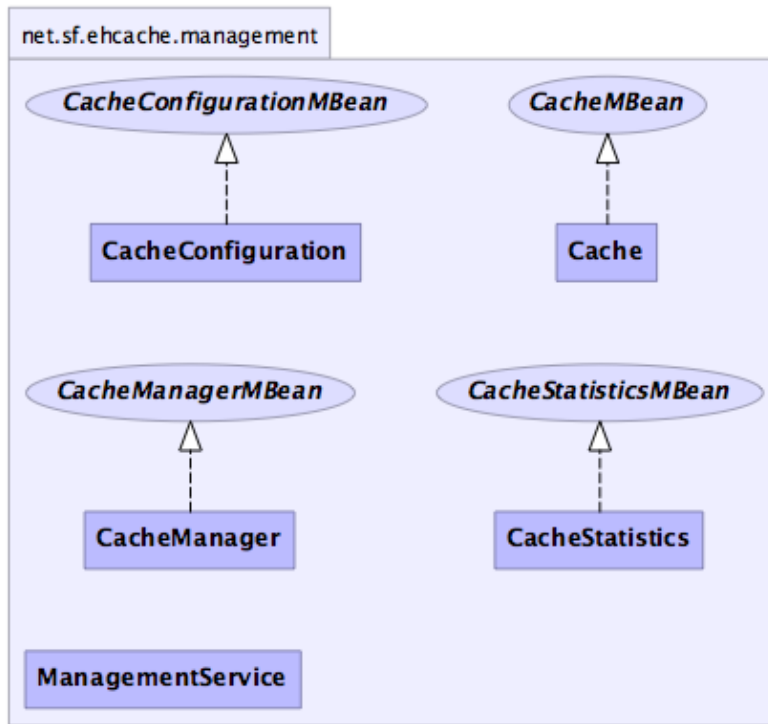 net.sf.ehcache.management
CacheConfigurationMBean
CacheMBean
CacheConfiguration
Cache
CacheManagerMBean
CacheStatisticsMBean
CacheManager
CacheStatistics
ManagementService